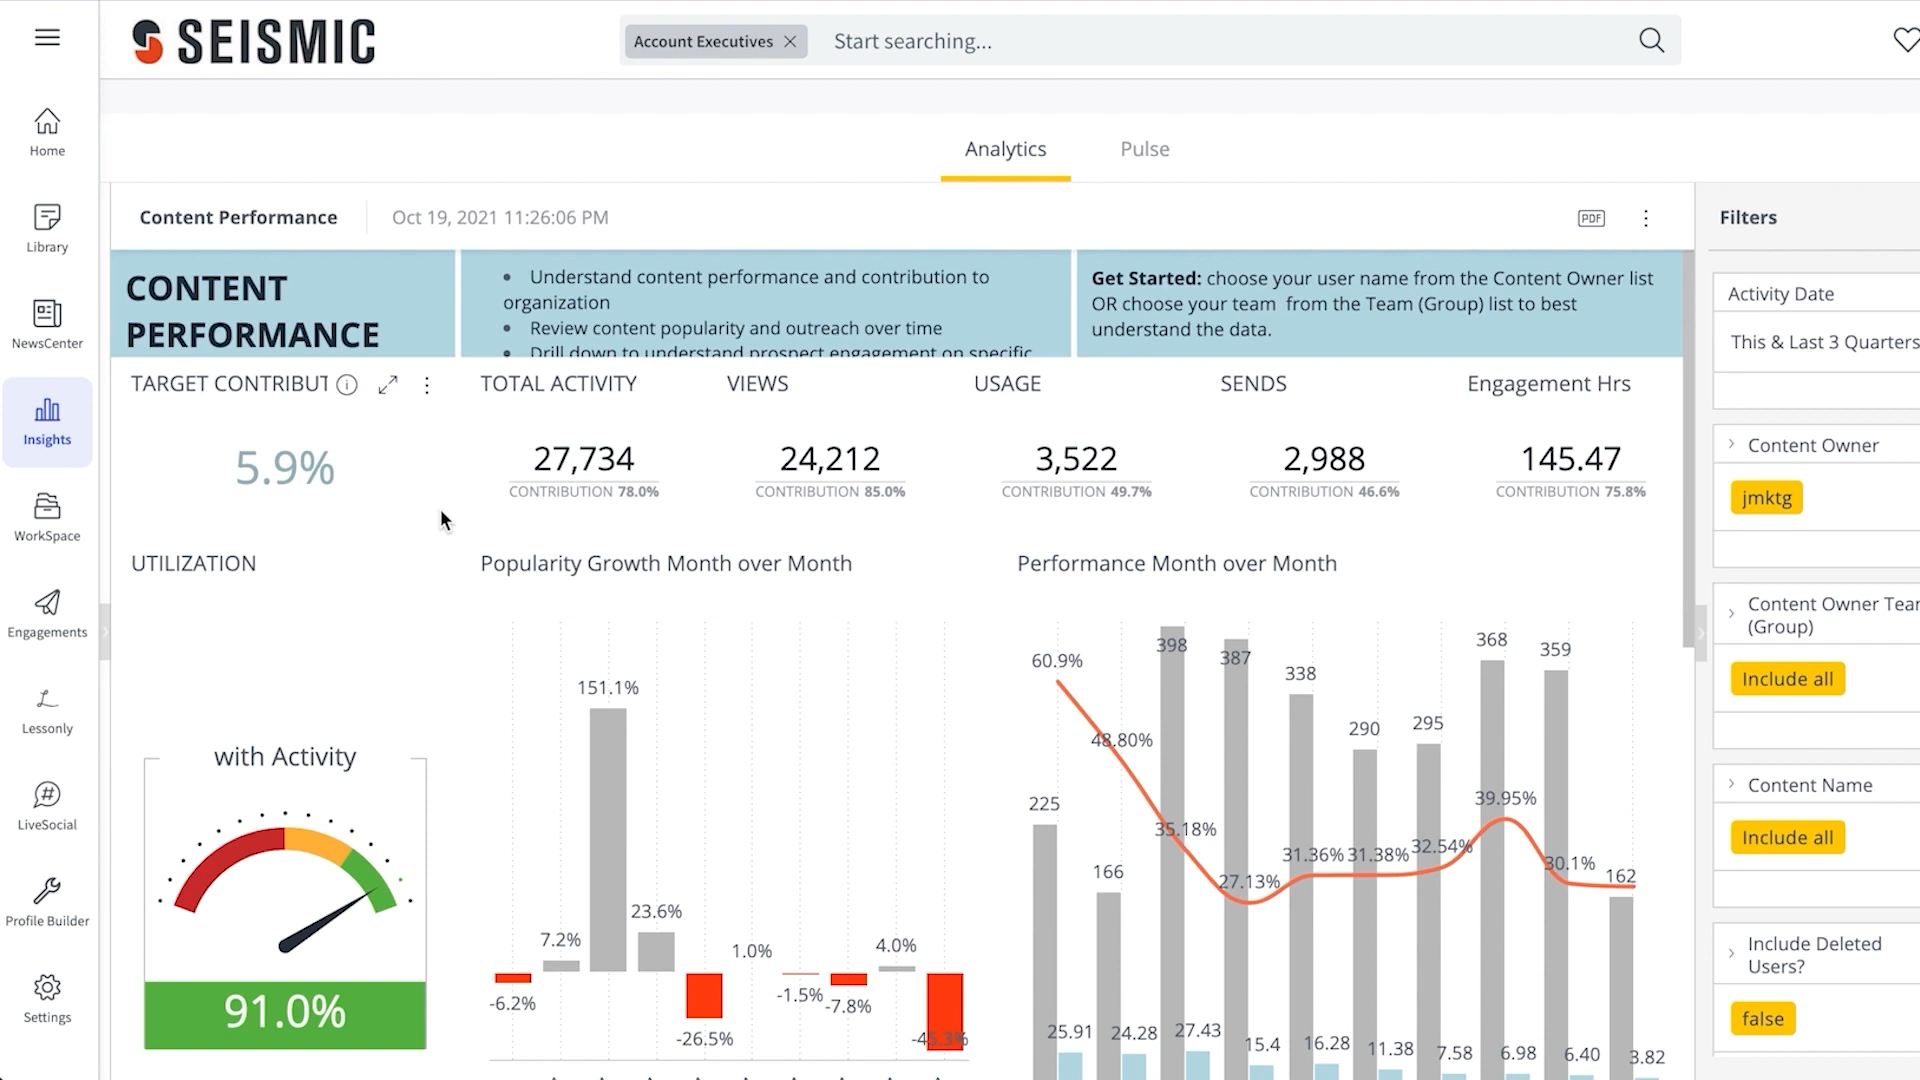 SEISMIC
Account Executives
Start searching...
Home
Library
NewsCenter
Insights
WorkSpace
Engagements
Lessonly
LiveSocial
Profile Builder
Settings
Analytics
Pulse
Content Performance
Oct 19, 2021 11:26:06 PM
PDF
CONTENT
PERFORMANCE
• Understand content performance and contribution to
organization
• Review content popularity and outreach over time
• Drill down to understand prospect engagement on specific
Get Started: choose your user name from the Content Owner list
OR choose your team from the Team (Group) list to best
understand the data.
TARGET CONTRIBUT
5.9%
TOTAL ACTIVITY
27,734
CONTRIBUTION 78.0%
VIEWS
24,212
CONTRIBUTION 85.0%
USAGE
3,522
CONTRIBUTION 49.7%
SENDS
2,988
CONTRIBUTION 46.6%
Engagement Hrs
145.47
CONTRIBUTION 75.8%
UTILIZATION
with Activity
91.0%
Popularity Growth Month over Month
-6.2%
7.2%
151.1%
23.6%
-26.5%
1.0%
-1.5%
-7.8%
4.0%
-45.3%
Performance Month over Month
60.9%
48.80%
35.18%
27.13%
31.36%
31.38%
32.54%
39.95%
30.1%
225
166
398
387
338
290
295
368
359
162
25.91
24.28
27.43
15.4
16.28
11.38
7.58
6.98
6.40
3.82
Filters
Activity Date
This & Last 3 Quarters
Content Owner
jmktg
Content Owner Tear
(Group)
Include all
Content Name
Include all
Include Deleted
Users?
false